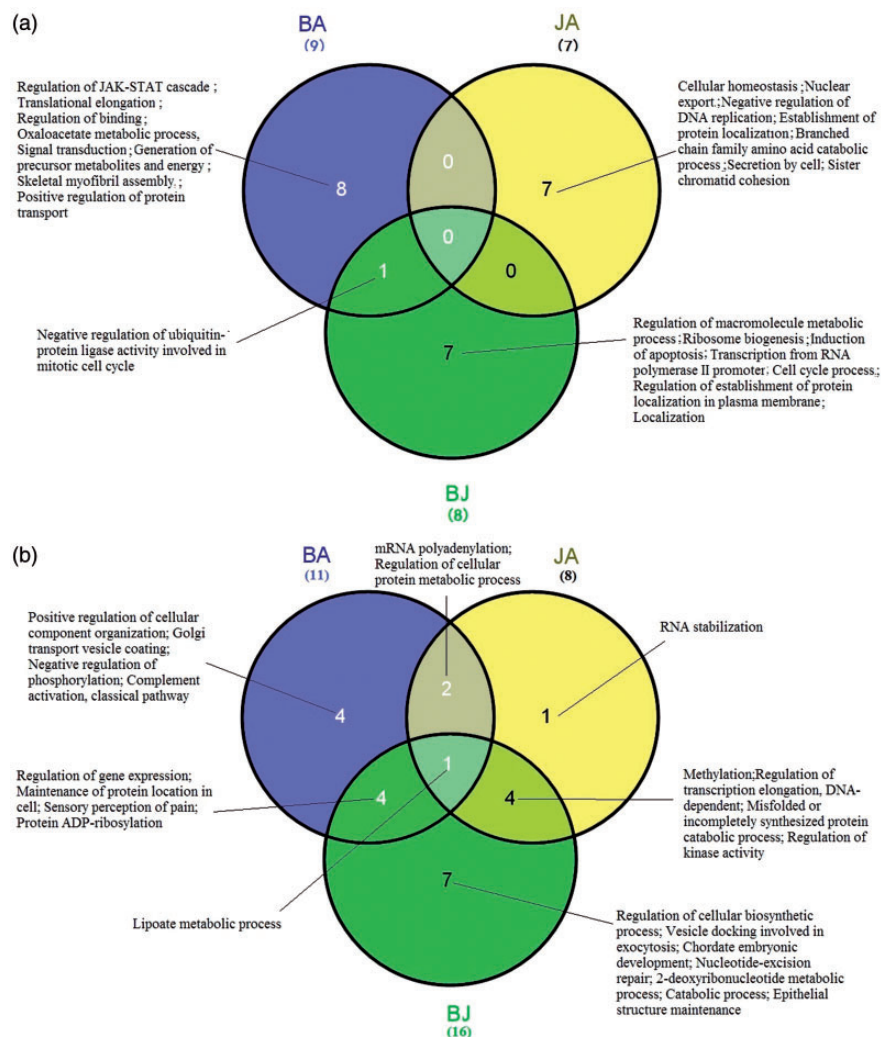 (a)
BA
(9)
JA
(7)
Regulation of JAK-STAT cascade ;
Translational elongation ;
Regulation of binding ;
Oxaloacetate metabolic process,
Signal transduction ; Generation of
precursor metabolites and energy ;
Skeletal myofibril assembly, ;
Positive regulation of protein
transport
Cellular homeostasis ;Nuclear
export ;Negative regulation of
DNA replication; Establishment of
protein localization; Branched
chain family amino acid catabolic
process ;Secretion by cell; Sister
chromatid cohesion
0
8
7
0
1
0
Negative regulation of ubiquitin-
protein ligase activity involved in
mitotic cell cycle
7
Regulation of macromolecule metabolic
process ; Ribosome biogenesis ; Induction
of apoptosis; Transcription from RNA
polymerase II promoter; Cell cycle process,;
Regulation of establishment of protein
localization in plasma membrane ;
Localization
BJ
(8)
(b)
BA
(11)
mRNA polyadenylation;
Regulation of cellular
protein metabolic process
JA
(8)
Positive regulation of cellular
component organization; Golgi
transport vesicle coating;
Negative regulation of
phosphorylation; Complement
activation, classical pathway
RNA stabilization
2
4
1
1
Regulation of gene expression;
Maintenance of protein location in
cell; Sensory perception of pain;
Protein ADP-ribosylation
4
4
Methylation;Regulation of
transcription elongation, DNA-
dependent; Misfolded or
incompletely synthesized protein
catabolic process; Regulation of
kinase activity
Lipoate metabolic process
7
Regulation of cellular biosynthetic
process; Vesicle docking involved in
exocytosis; Chordate embryonic
development; Nucleotide-excision
repair; 2-deoxyribonucleotide metabolic
process; Catabolic process; Epithelial
structure maintenance
BJ
(16)